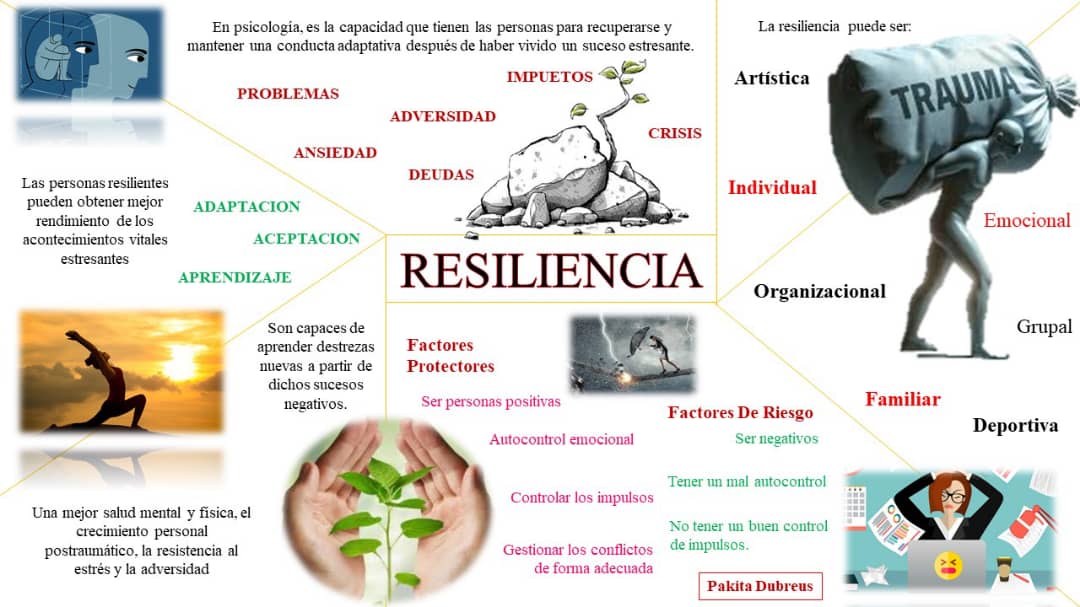 En psicología, es la capacidad que tienen las personas para recuperarse y
mantener una conducta adaptativa después de haber vivido un suceso estresante.
PROBLEMAS
IMPUETOS
ADVERSIDAD
CRISIS
ANSIEDAD
DEUDAS
La resiliencia puede ser:
Artística
TRAUMA
Individual
Emocional
Organizacional
Grupal
Familiar
Deportiva
Las personas resilientes
pueden obtener mejor
rendimiento de los
acontecimientos vitales
estresantes
ADAPTACION
ACEPTACION
APRENDIZAJE
RESILIENCIA
Son capaces de
aprender destrezas
nuevas a partir de
dichos sucesos
negativos.
Una mejor salud mental y física, el
crecimiento personal
postraumático, la resistencia al
estrés y la adversidad
Factores
Protectores
Ser personas positivas
Autocontrol emocional
Controlar los impulsos
Gestionar los conflictos
de forma adecuada
Factores De Riesgo
Ser negativos
Tener un mal autocontrol
No tener un buen control
de impulsos.
Pakita Dubreus